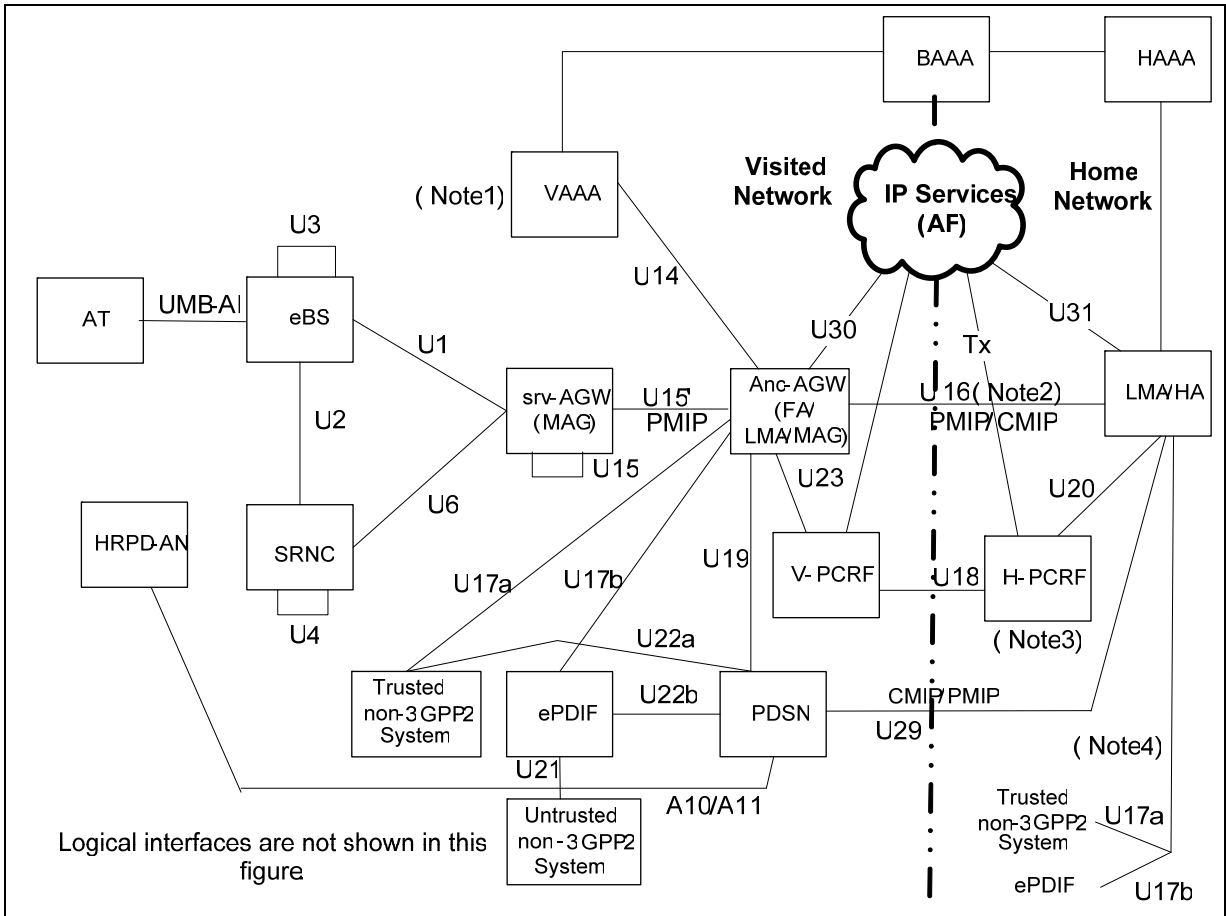 BAAA
HAAA
Visited
Network
Home
Network
( Note1)
VAAA
IP Services
(AF)
U3
U14
AT
UMB-AI
eBS
U30
U31
Tx
U1
U2
srv-AGW
(MAG)
U15'
PMIP
U15
Anc-AGW
(FA/
LMA/MAG)
U16( Note2)
PMIP/CMIP
LMA/HA
U6
U23
U20
HRPD-AN
SRNC
U4
U17a
U17b
U19
V-PCRF
U18
H-PCRF
( Note3)
U22a
Trusted
non-3GPP2
System
ePDIF
U22b
PDSN
CMIP/PMIP
U29
( Note4)
U21
A10/A11
Untrusted
non-3GPP2
System
Trusted
non-3GPP2
System
U17a
ePDIF
U17b
Logical interfaces are not shown in this
figure.